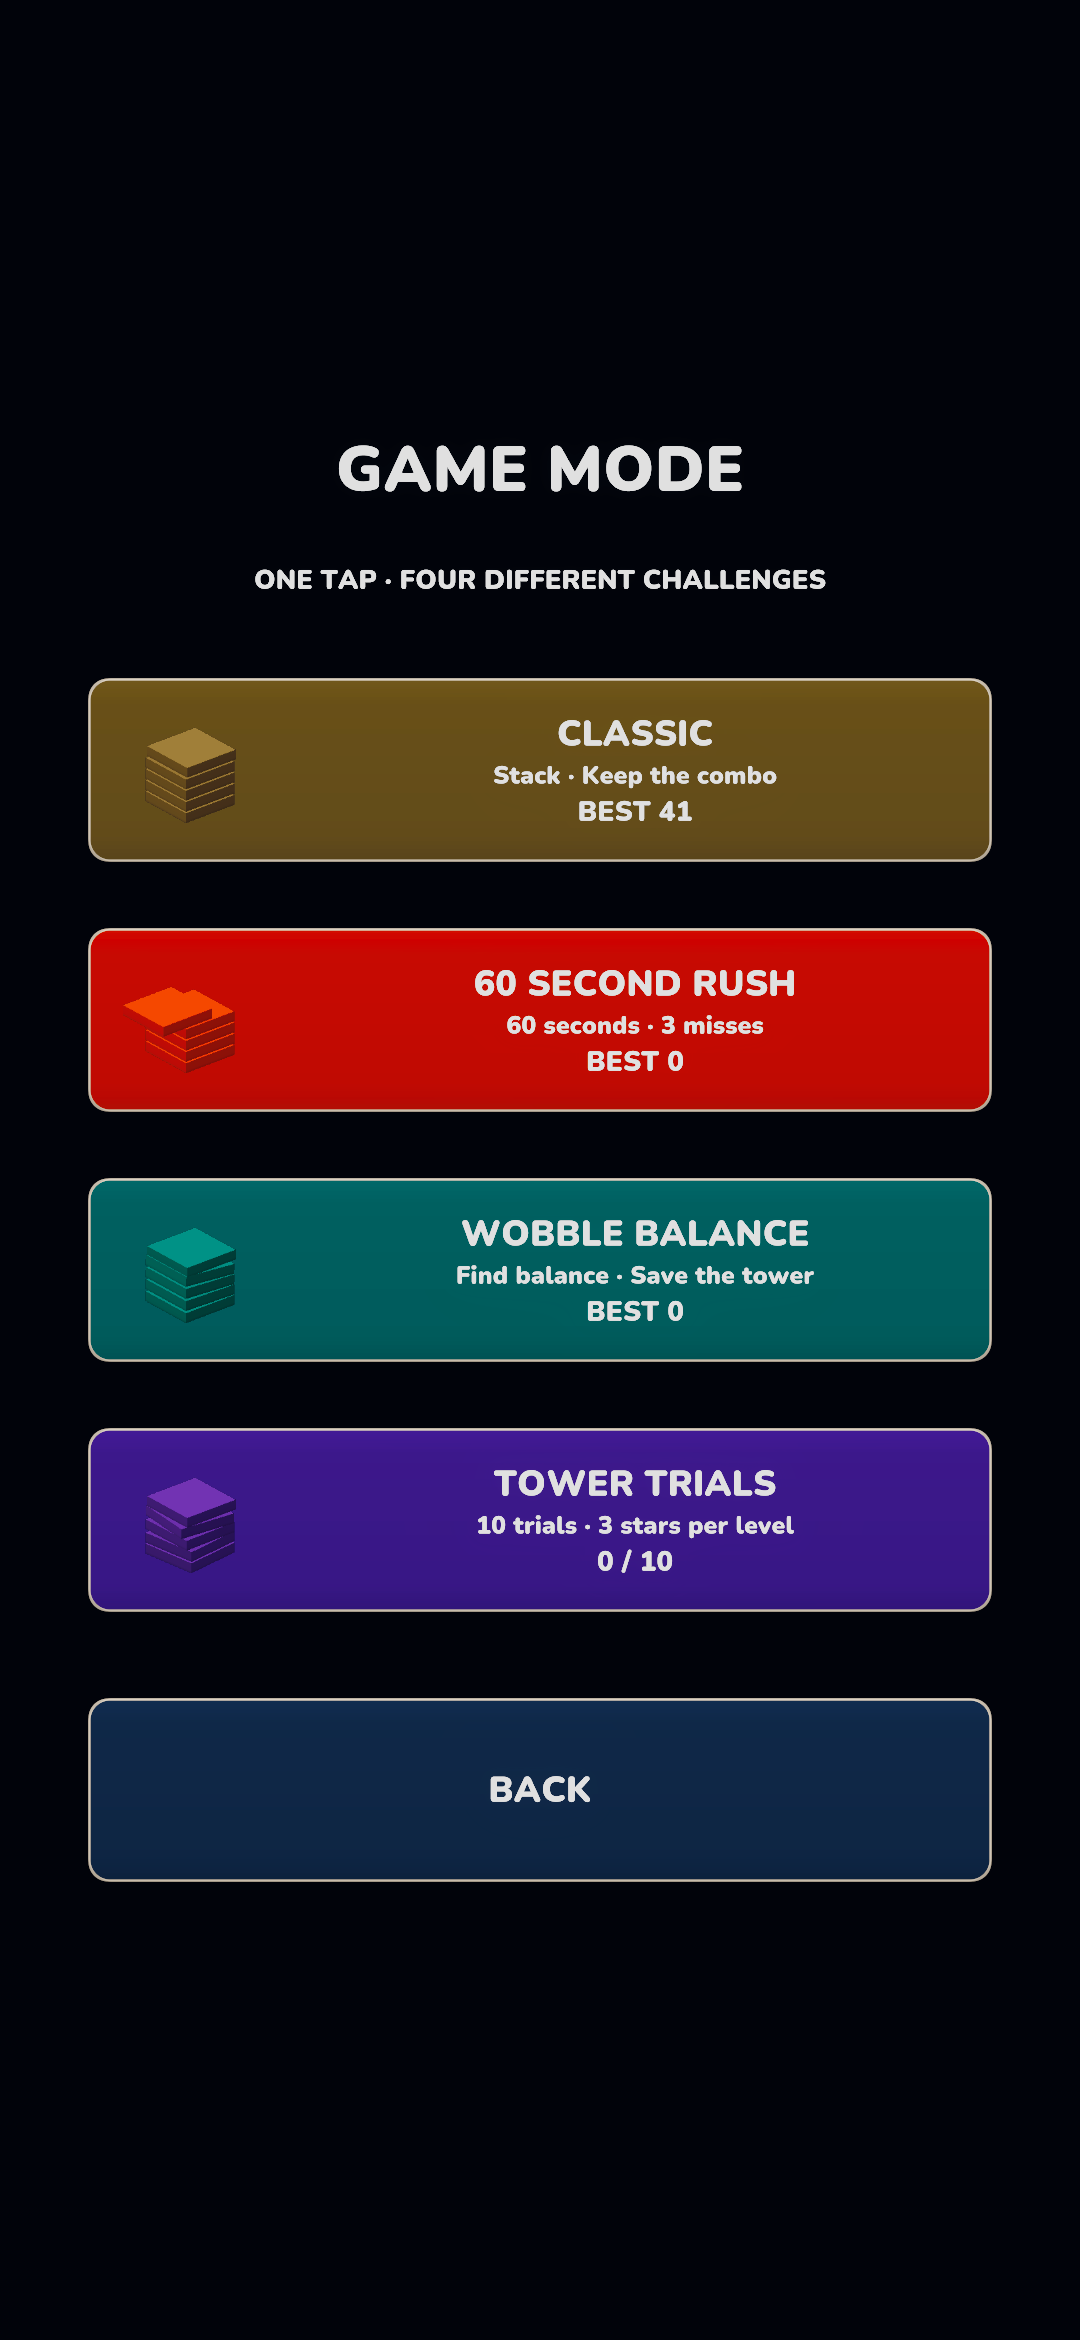 GAME MODE
ONE TAP · FOUR DIFFERENT CHALLENGES
CLASSIC
Stack · Keep the combo
BEST 41
60 SECOND RUSH
60 seconds · 3 misses
BEST 0
WOBBLE BALANCE
Find balance · Save the tower
BEST 0
TOWER TRIALS
10 trials · 3 stars per level
0 / 10
BACK